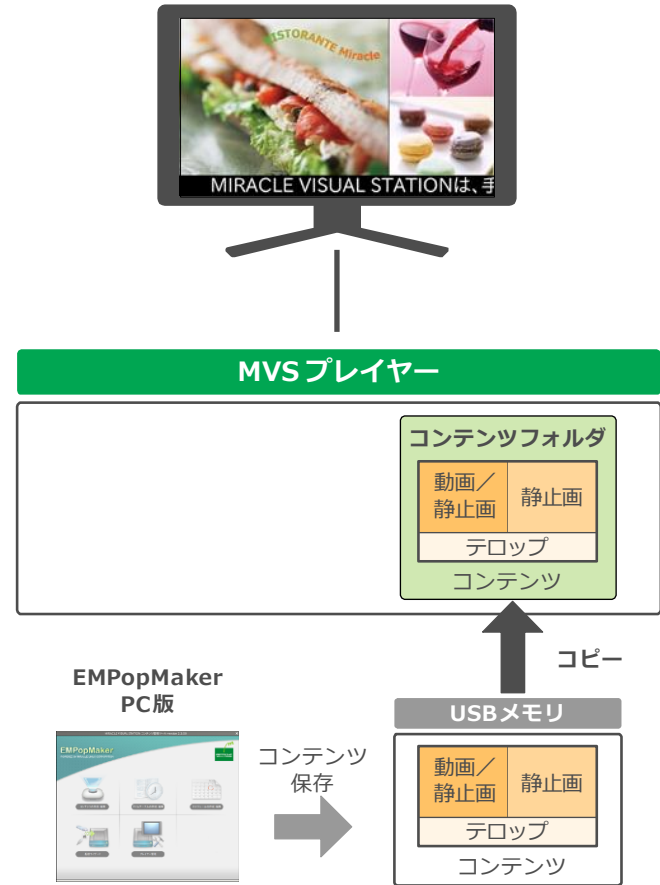 RISTORANTE Miracle
MIRACLE VISUAL STATIONは、手
MVS プレイヤー
コンテンツフォルダ
動画／
静止画
静止画
テロップ
コンテンツ
コピー
EMPopMaker
PC版
USBメモリ
EMPopMaker
コンテンツ
保存
動画／
静止画
静止画
テロップ
コンテンツ